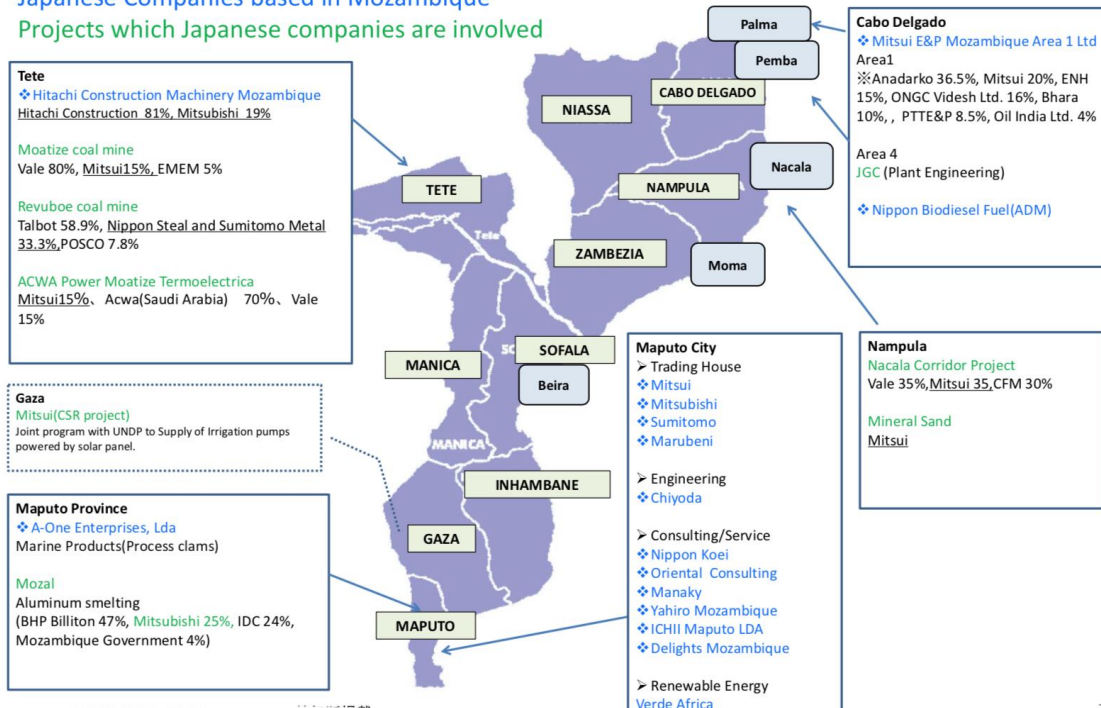 Japanese Companies based in Mozambique
Projects which Japanese companies are involved
Tete
❖Hitachi Construction Machinery Mozambique
Hitachi Construction 81%, Mitsubishi 19%
Moatize coal mine
Vale 80%, Mitsui15%, EMEM 5%
Revuboe coal mine
Talbot 58.9%, Nippon Steal and Sumitomo Metal
33.3%,POSCO 7.8%
ACWA Power Moatize Termoelectrica
Mitsui15%、Acwa(Saudi Arabia) 70%、Vale
15%
Gaza
Mitsui(CSR project)
Joint program with UNDP to Supply of Irrigation pumps
powered by solar panel.
Maputo Province
❖A-One Enterprises, Lda
Marine Products(Process clams)
Mozal
Aluminum smelting
(BHP Billiton 47%, Mitsubishi 25%, IDC 24%,
Mozambique Government 4%)
Palma
Pemba
CABO DELGADO
NIASSA
Nacala
NAMPULA
TETE
Tete
ZAMBEZIA
Moma
SOFALA
MANICA
Beira
MANICA
INHAMBANE
GAZA
MAPUTO
Cabo Delgado
❖Mitsui E&P Mozambique Area 1 Ltd
Area1
※Anadarko 36.5%, Mitsui 20%, ENH
15%, ONGC Videsh Ltd. 16%, Bhara
10%, , PTTE&P 8.5%, Oil India Ltd. 4%
Area 4
JGC (Plant Engineering)
❖Nippon Biodiesel Fuel(ADM)
Nampula
Nacala Corridor Project
Vale 35%,Mitsui 35,CFM 30%
Mineral Sand
Mitsui
Maputo City
➢Trading House
❖Mitsui
❖Mitsubishi
❖Sumitomo
❖Marubeni
➢Engineering
❖Chiyoda
➢Consulting/Service
❖Nippon Koei
❖Oriental Consulting
❖Manaky
❖Yahiro Mozambique
❖ICHII Maputo LDA
❖Delights Mozambique
➢Renewable Energy
Verde Africa